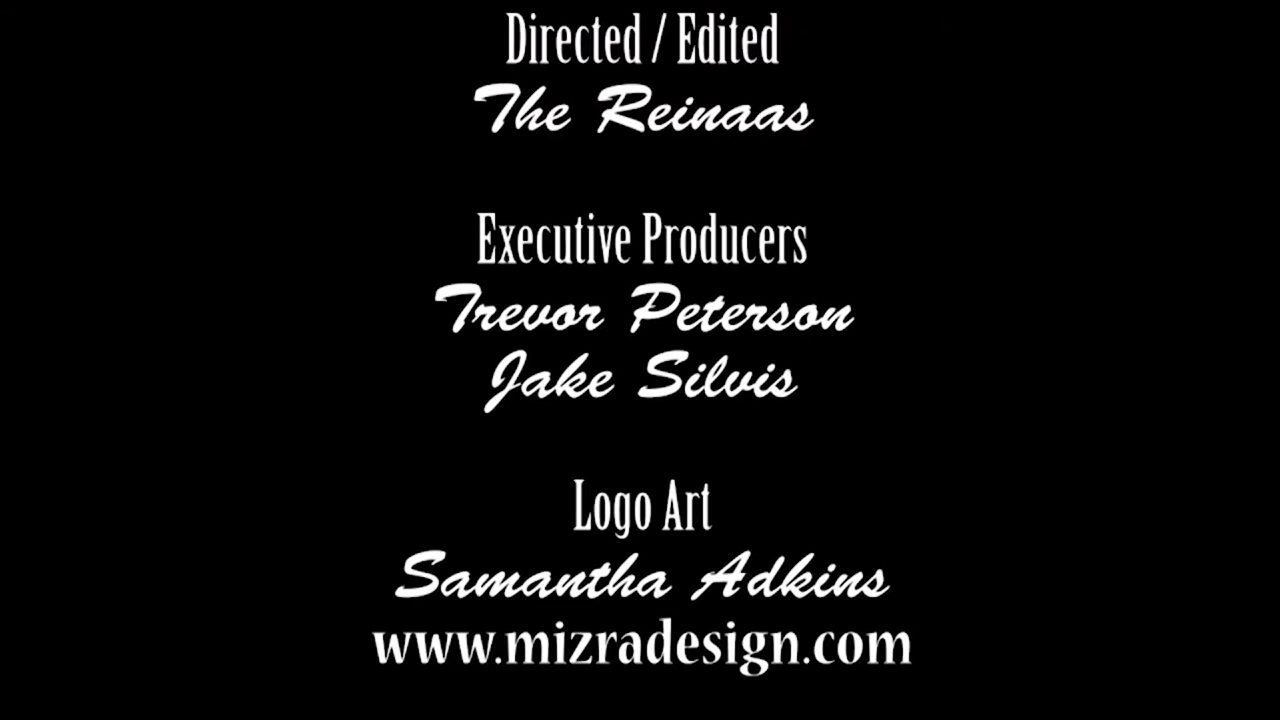 Directed / Edited
The Reinaas
Executive Producers
Trevor Peterson
Jake Silvis
Logo Art
Samantha Adkins
www.mizradesign.com